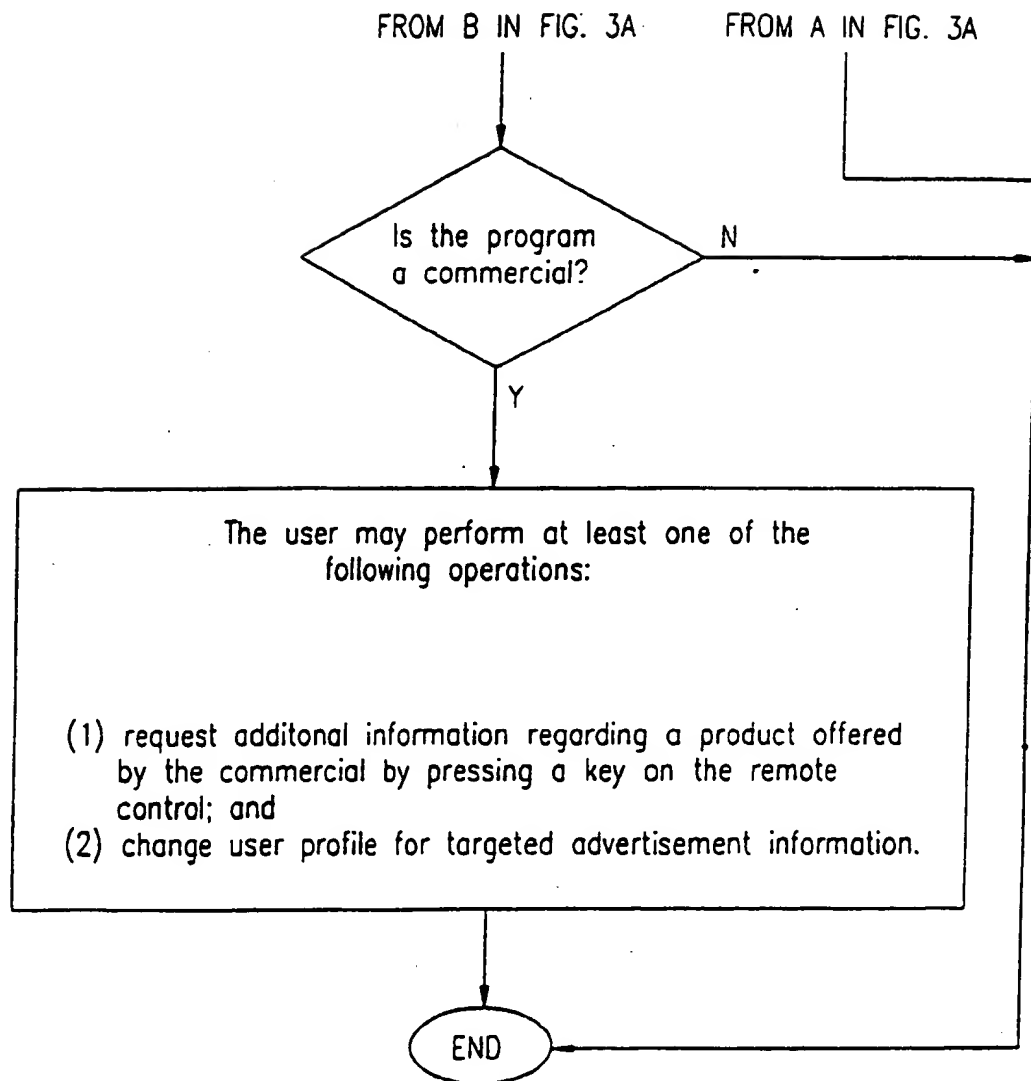 FROM B IN FIG. 3A
FROM A IN FIG. 3A
Is the program
a commercial?
N
Y
The user may perform at least one of the
following operations:
(1) request additonal information regarding a product offered
by the commercial by pressing a key on the remote
control; and
(2) change user profile for targeted advertisement information.
END